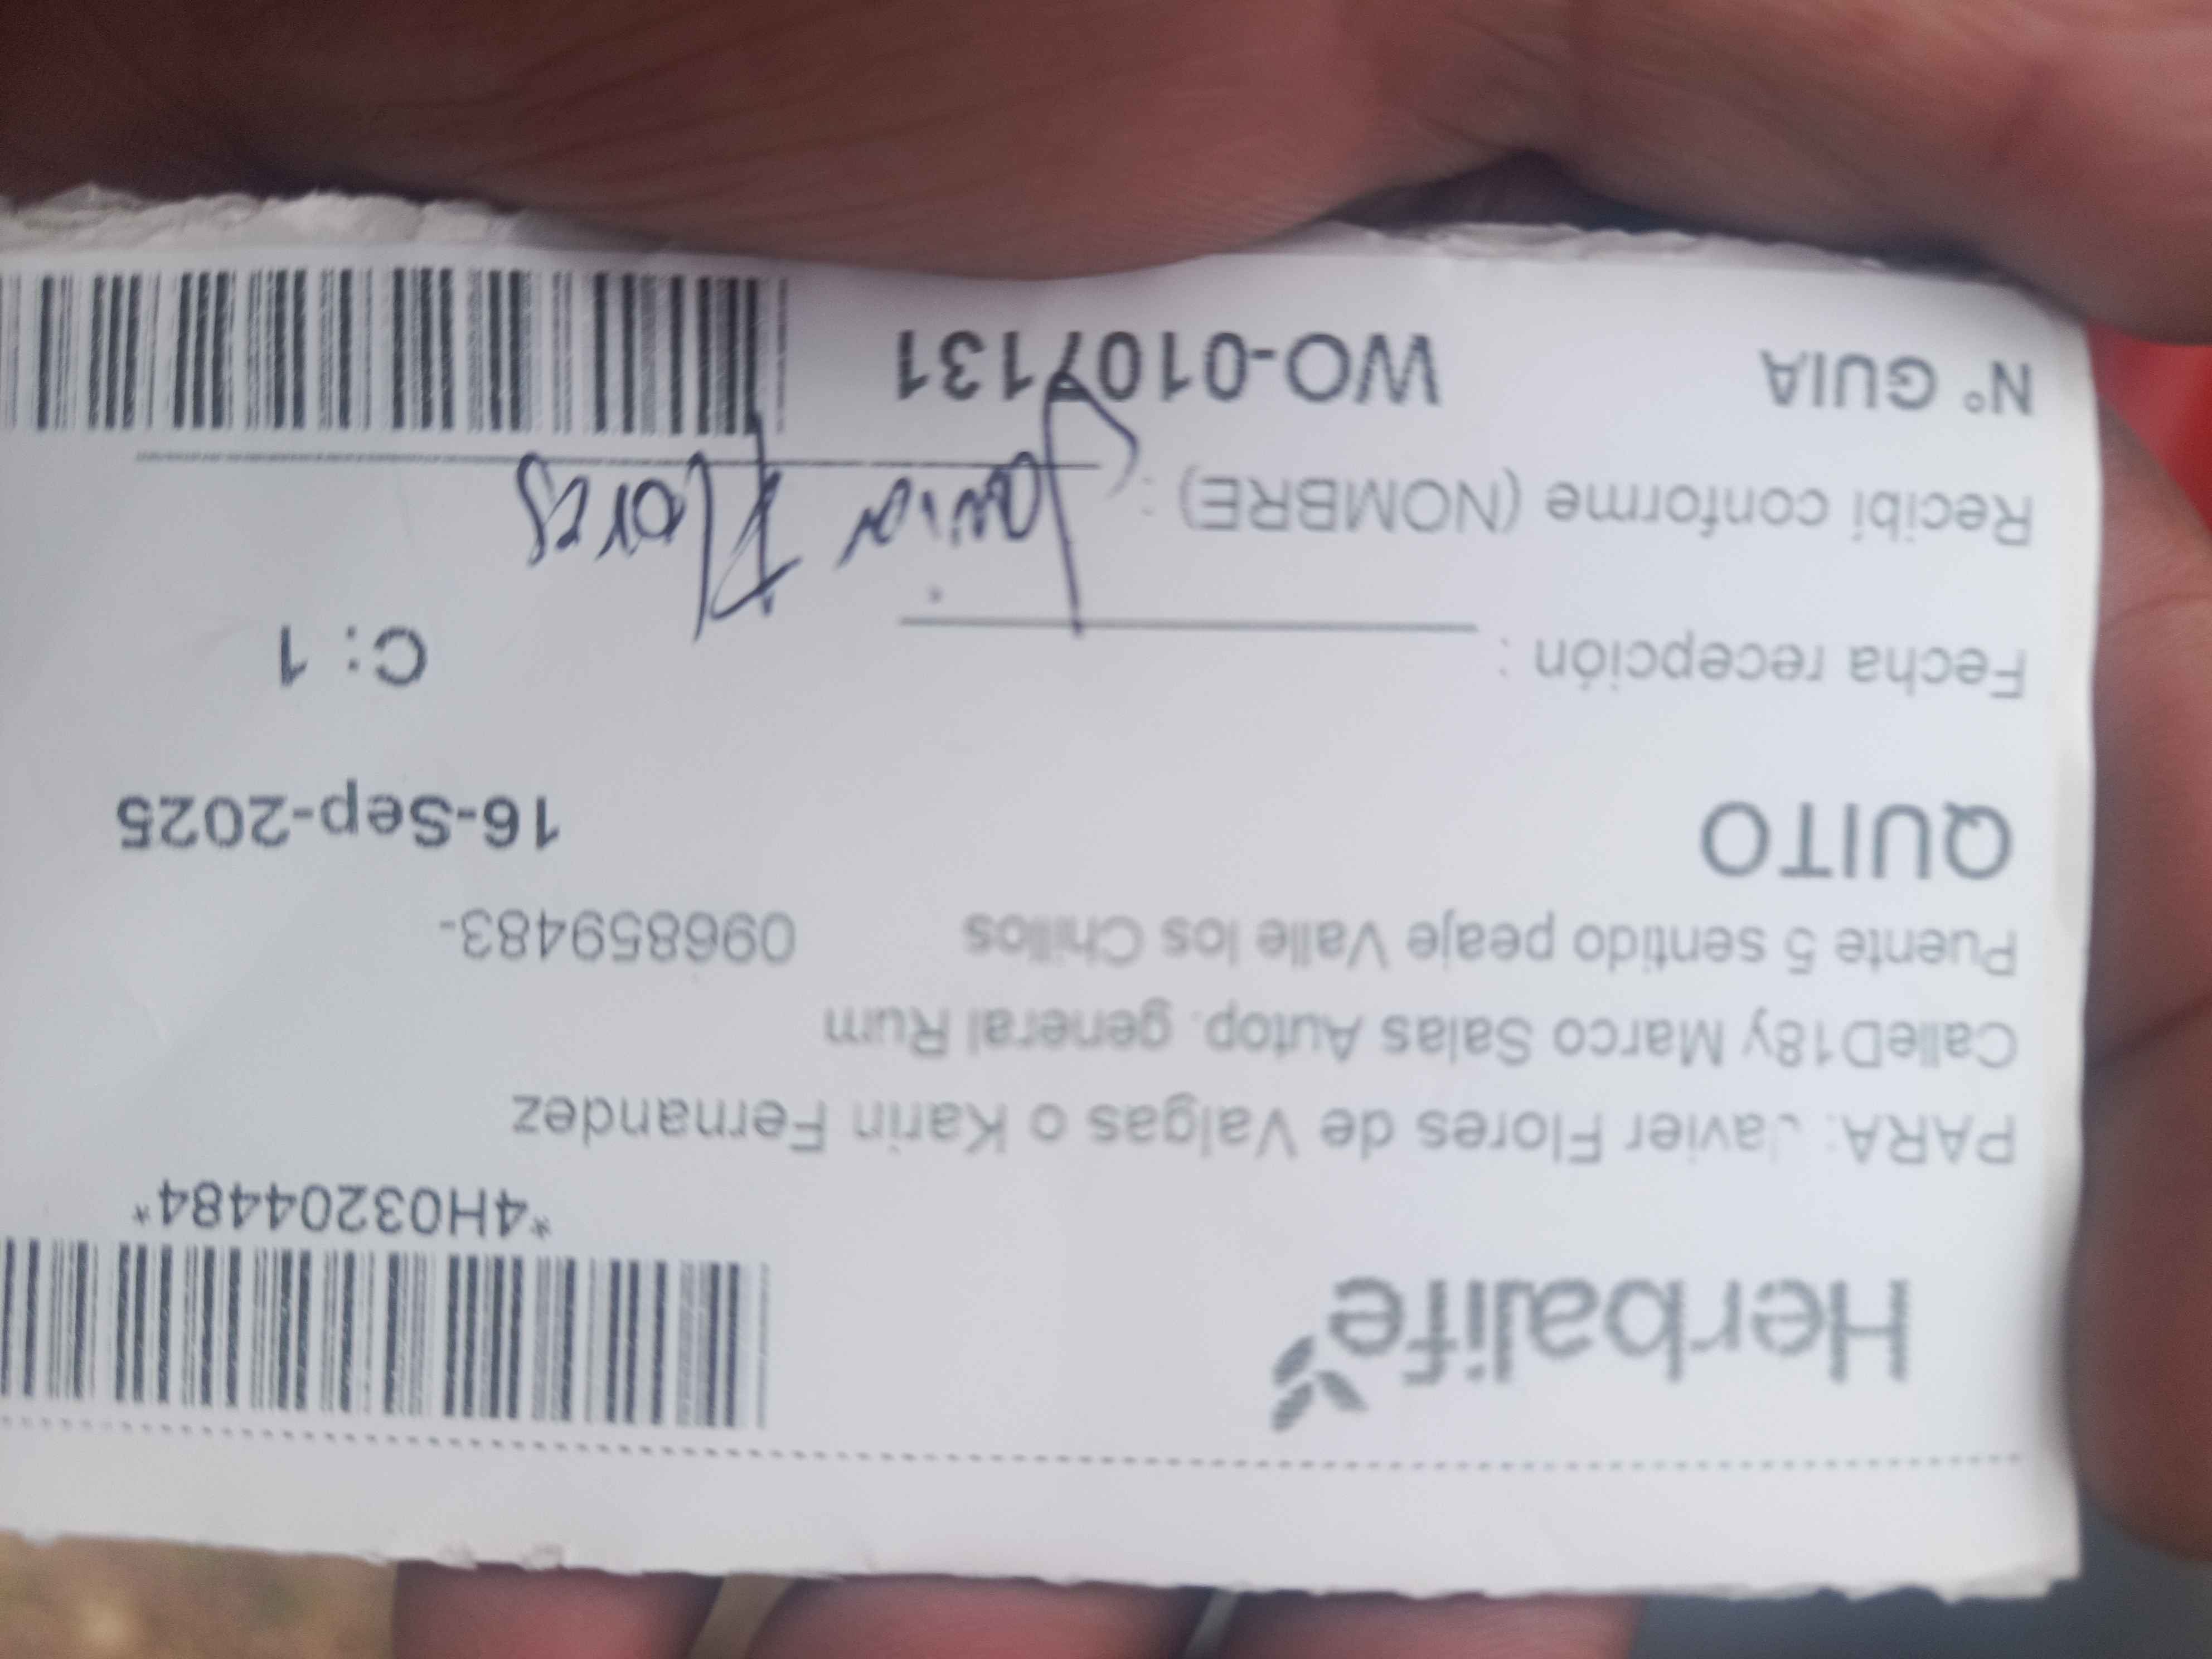 Herbalife
*4H03204484*
PARA: Javier Flores de Valgas o Karin Fernandez
CalleD18y Marco Salas Autop. general Rum
Puente 5 sentido peaje Valle los Chillos 096859483-
QUITO 16-Sep-2025
Fecha recepción : C: 1
Recibí conforme (NOMBRE) : Javier Flores
N° GUIA WO-0107131